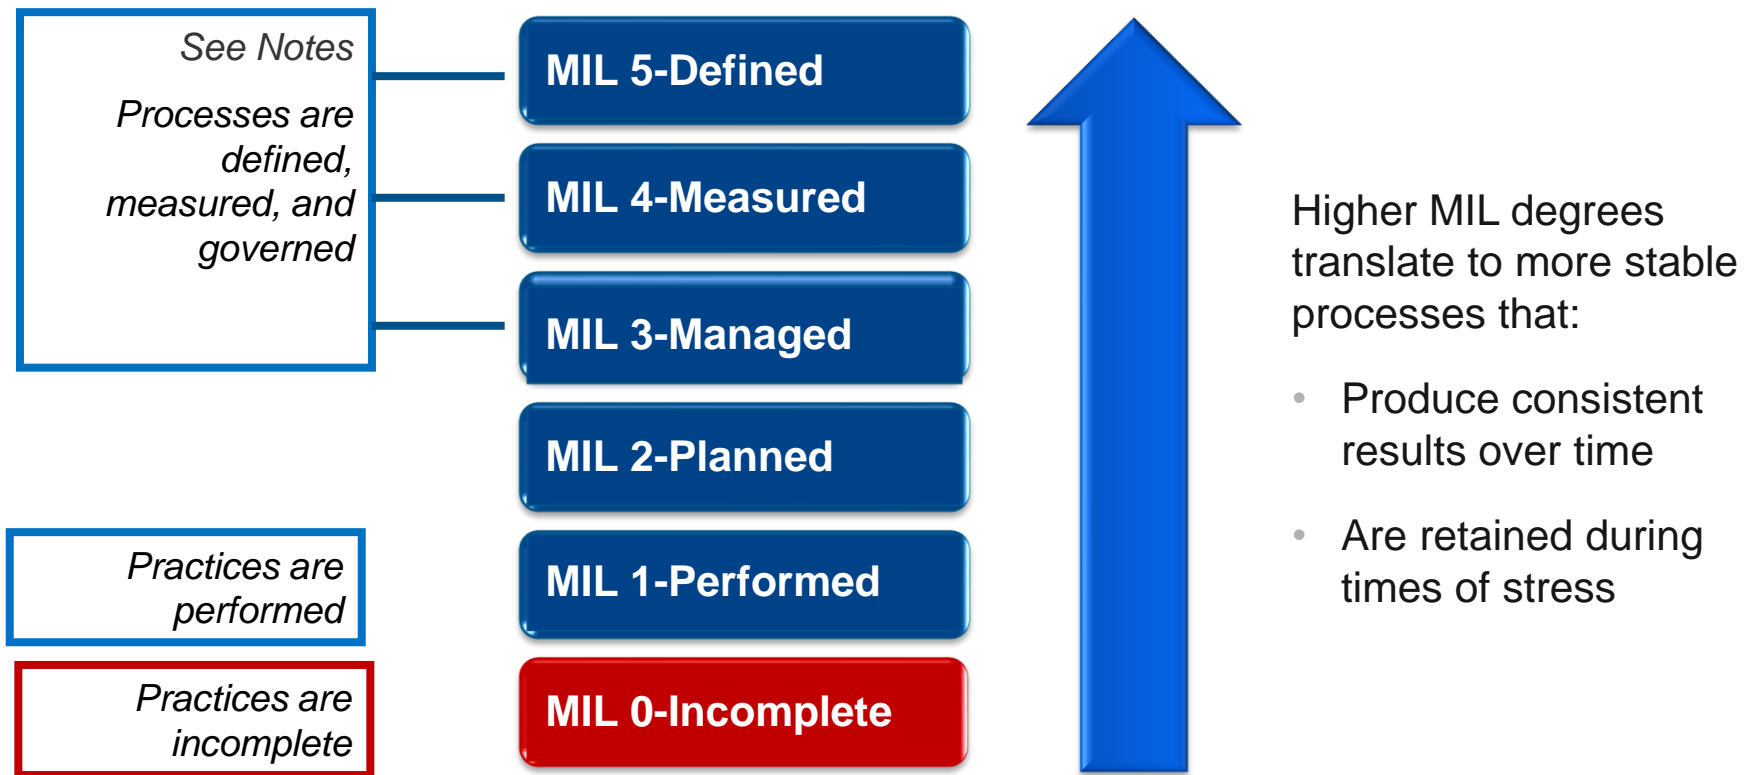 See Notes
Processes are
defined,
measured, and
governed
Practices are
performed
Practices are
incomplete
MIL 5-Defined
MIL 4-Measured
MIL 3-Managed
MIL 2-Planned
MIL 1-Performed
MIL 0-Incomplete
Higher MIL degrees
translate to more stable
processes that:
• Produce consistent
results over time
• Are retained during
times of stress